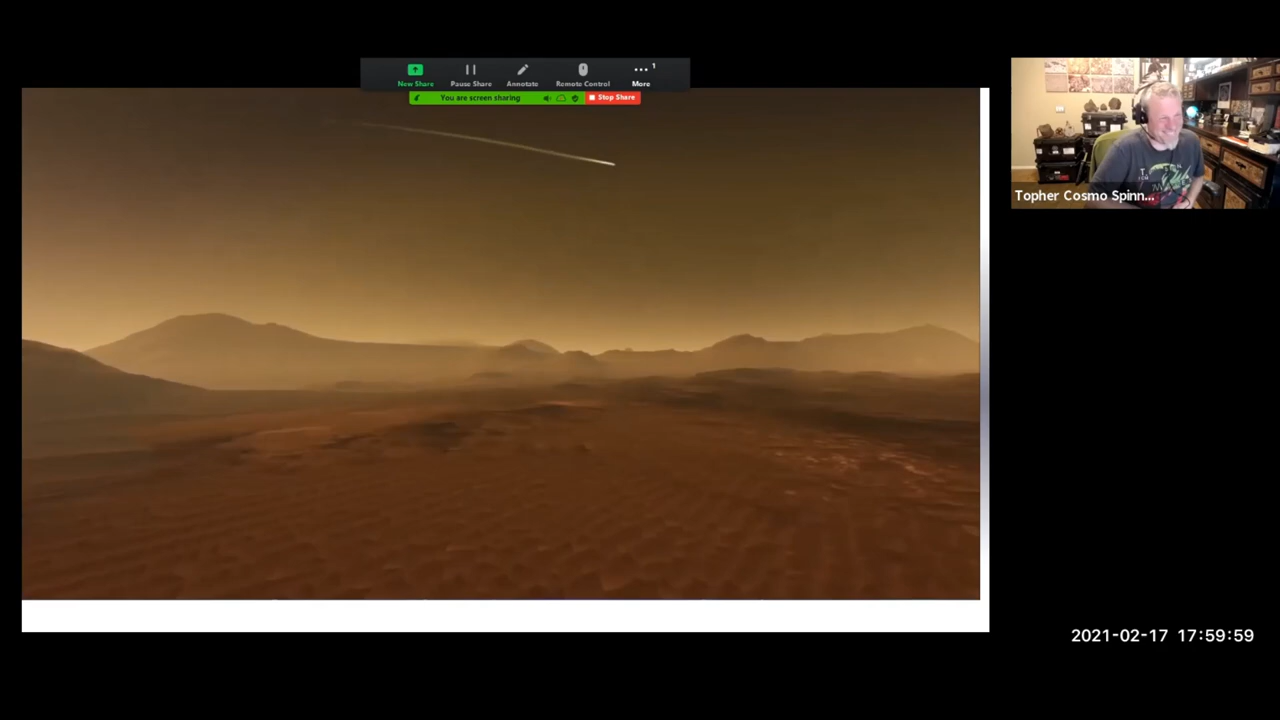 1
New Share
Pause Share
Annotate
Remote Control
More
You are screen sharing
Stop Share
Topher Cosmo Spinn...
2021-02-17 17:59:59